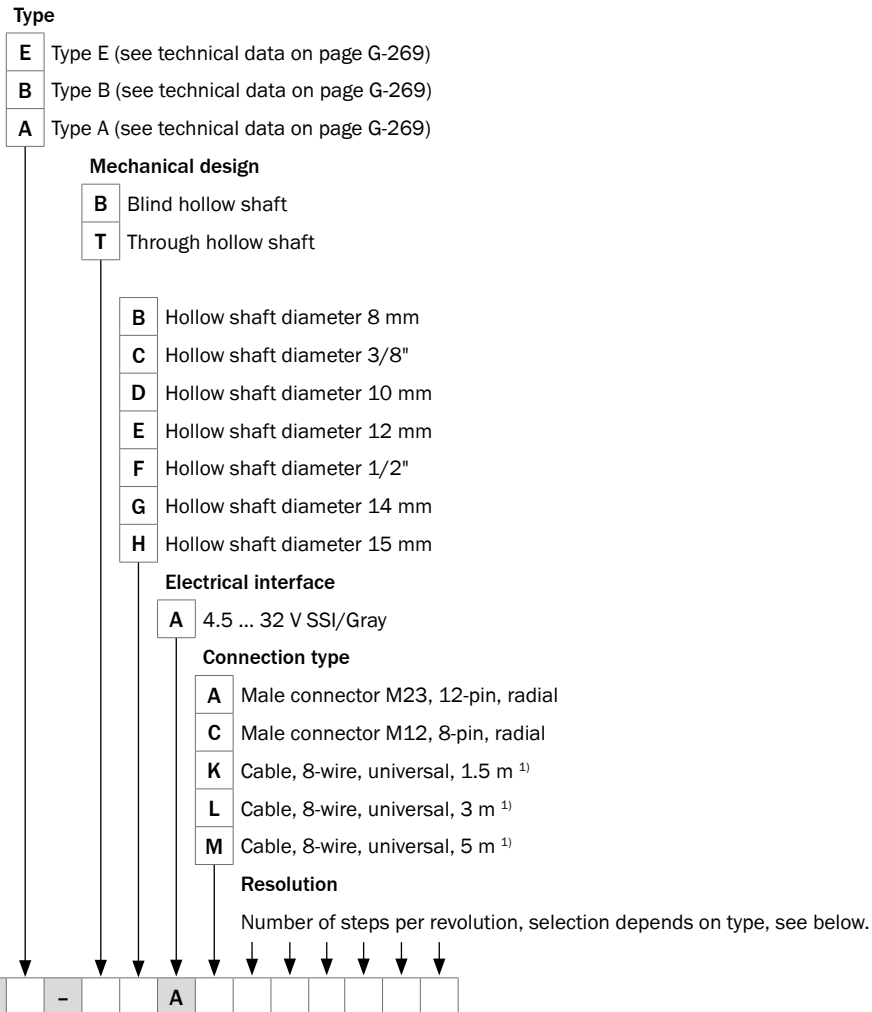 Type
E Type E (see technical data on page G-269)
B Type B (see technical data on page G-269)
A Type A (see technical data on page G-269)
Mechanical design
B Blind hollow shaft
T Through hollow shaft
B Hollow shaft diameter 8 mm
C Hollow shaft diameter 3/8"
D Hollow shaft diameter 10 mm
E Hollow shaft diameter 12 mm
F Hollow shaft diameter 1/2"
G Hollow shaft diameter 14 mm
H Hollow shaft diameter 15 mm
Electrical interface
A 4.5 ... 32 V SSI/Gray
Connection type
A Male connector M23, 12-pin, radial
C Male connector M12, 8-pin, radial
K Cable, 8-wire, universal, 1.5 m 1)
L Cable, 8-wire, universal, 3 m 1)
M Cable, 8-wire, universal, 5 m 1)
Resolution
Number of steps per revolution, selection depends on type, see below.
– A